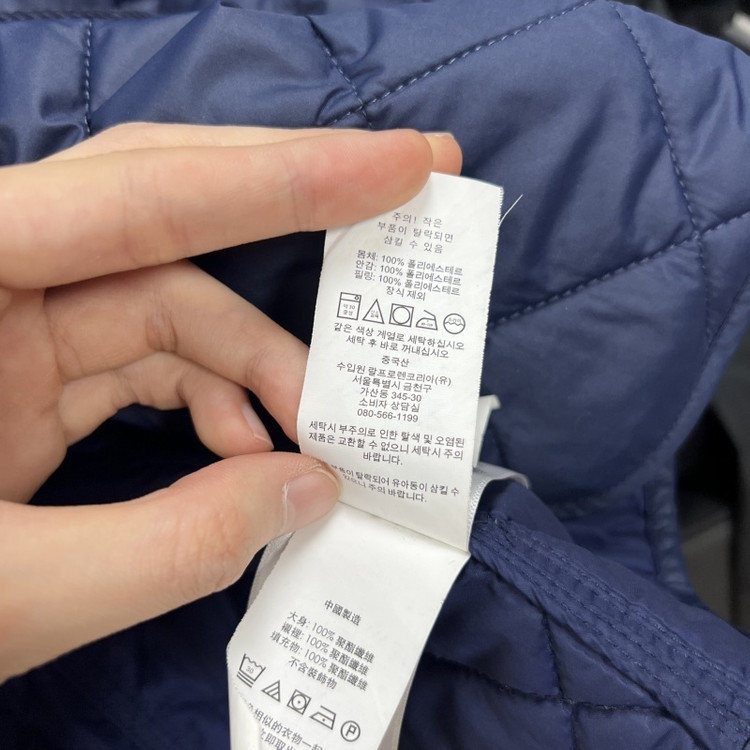 주의! 작은
부품이 탈락되면
삼킬 수 있음
몸체: 100% 폴리에스테르
안감: 100% 폴리에스테르
필링: 100% 폴리에스테르
장식 제외
같은 색상 계열로 세탁하십시오
세탁 후 바로 꺼내십시오
중국산
수입원 랄프로렌코리아(유)
서울특별시 금천구
가산동 345-30
소비자 상담실
080-566-1199
세탁시 부주의로 인한 탈색 및 오염된
제품은 교환할 수 없으니 세탁시 주의
바랍니다.
탈락되어 유아동이 삼킬 수
주의 바랍니다.
中國製造
大身: 100% 聚酯纖維
襯裡: 100% 聚酯纖維
填充物: 100% 聚酯纖維
不含裝飾物
P
相似的衣物一起